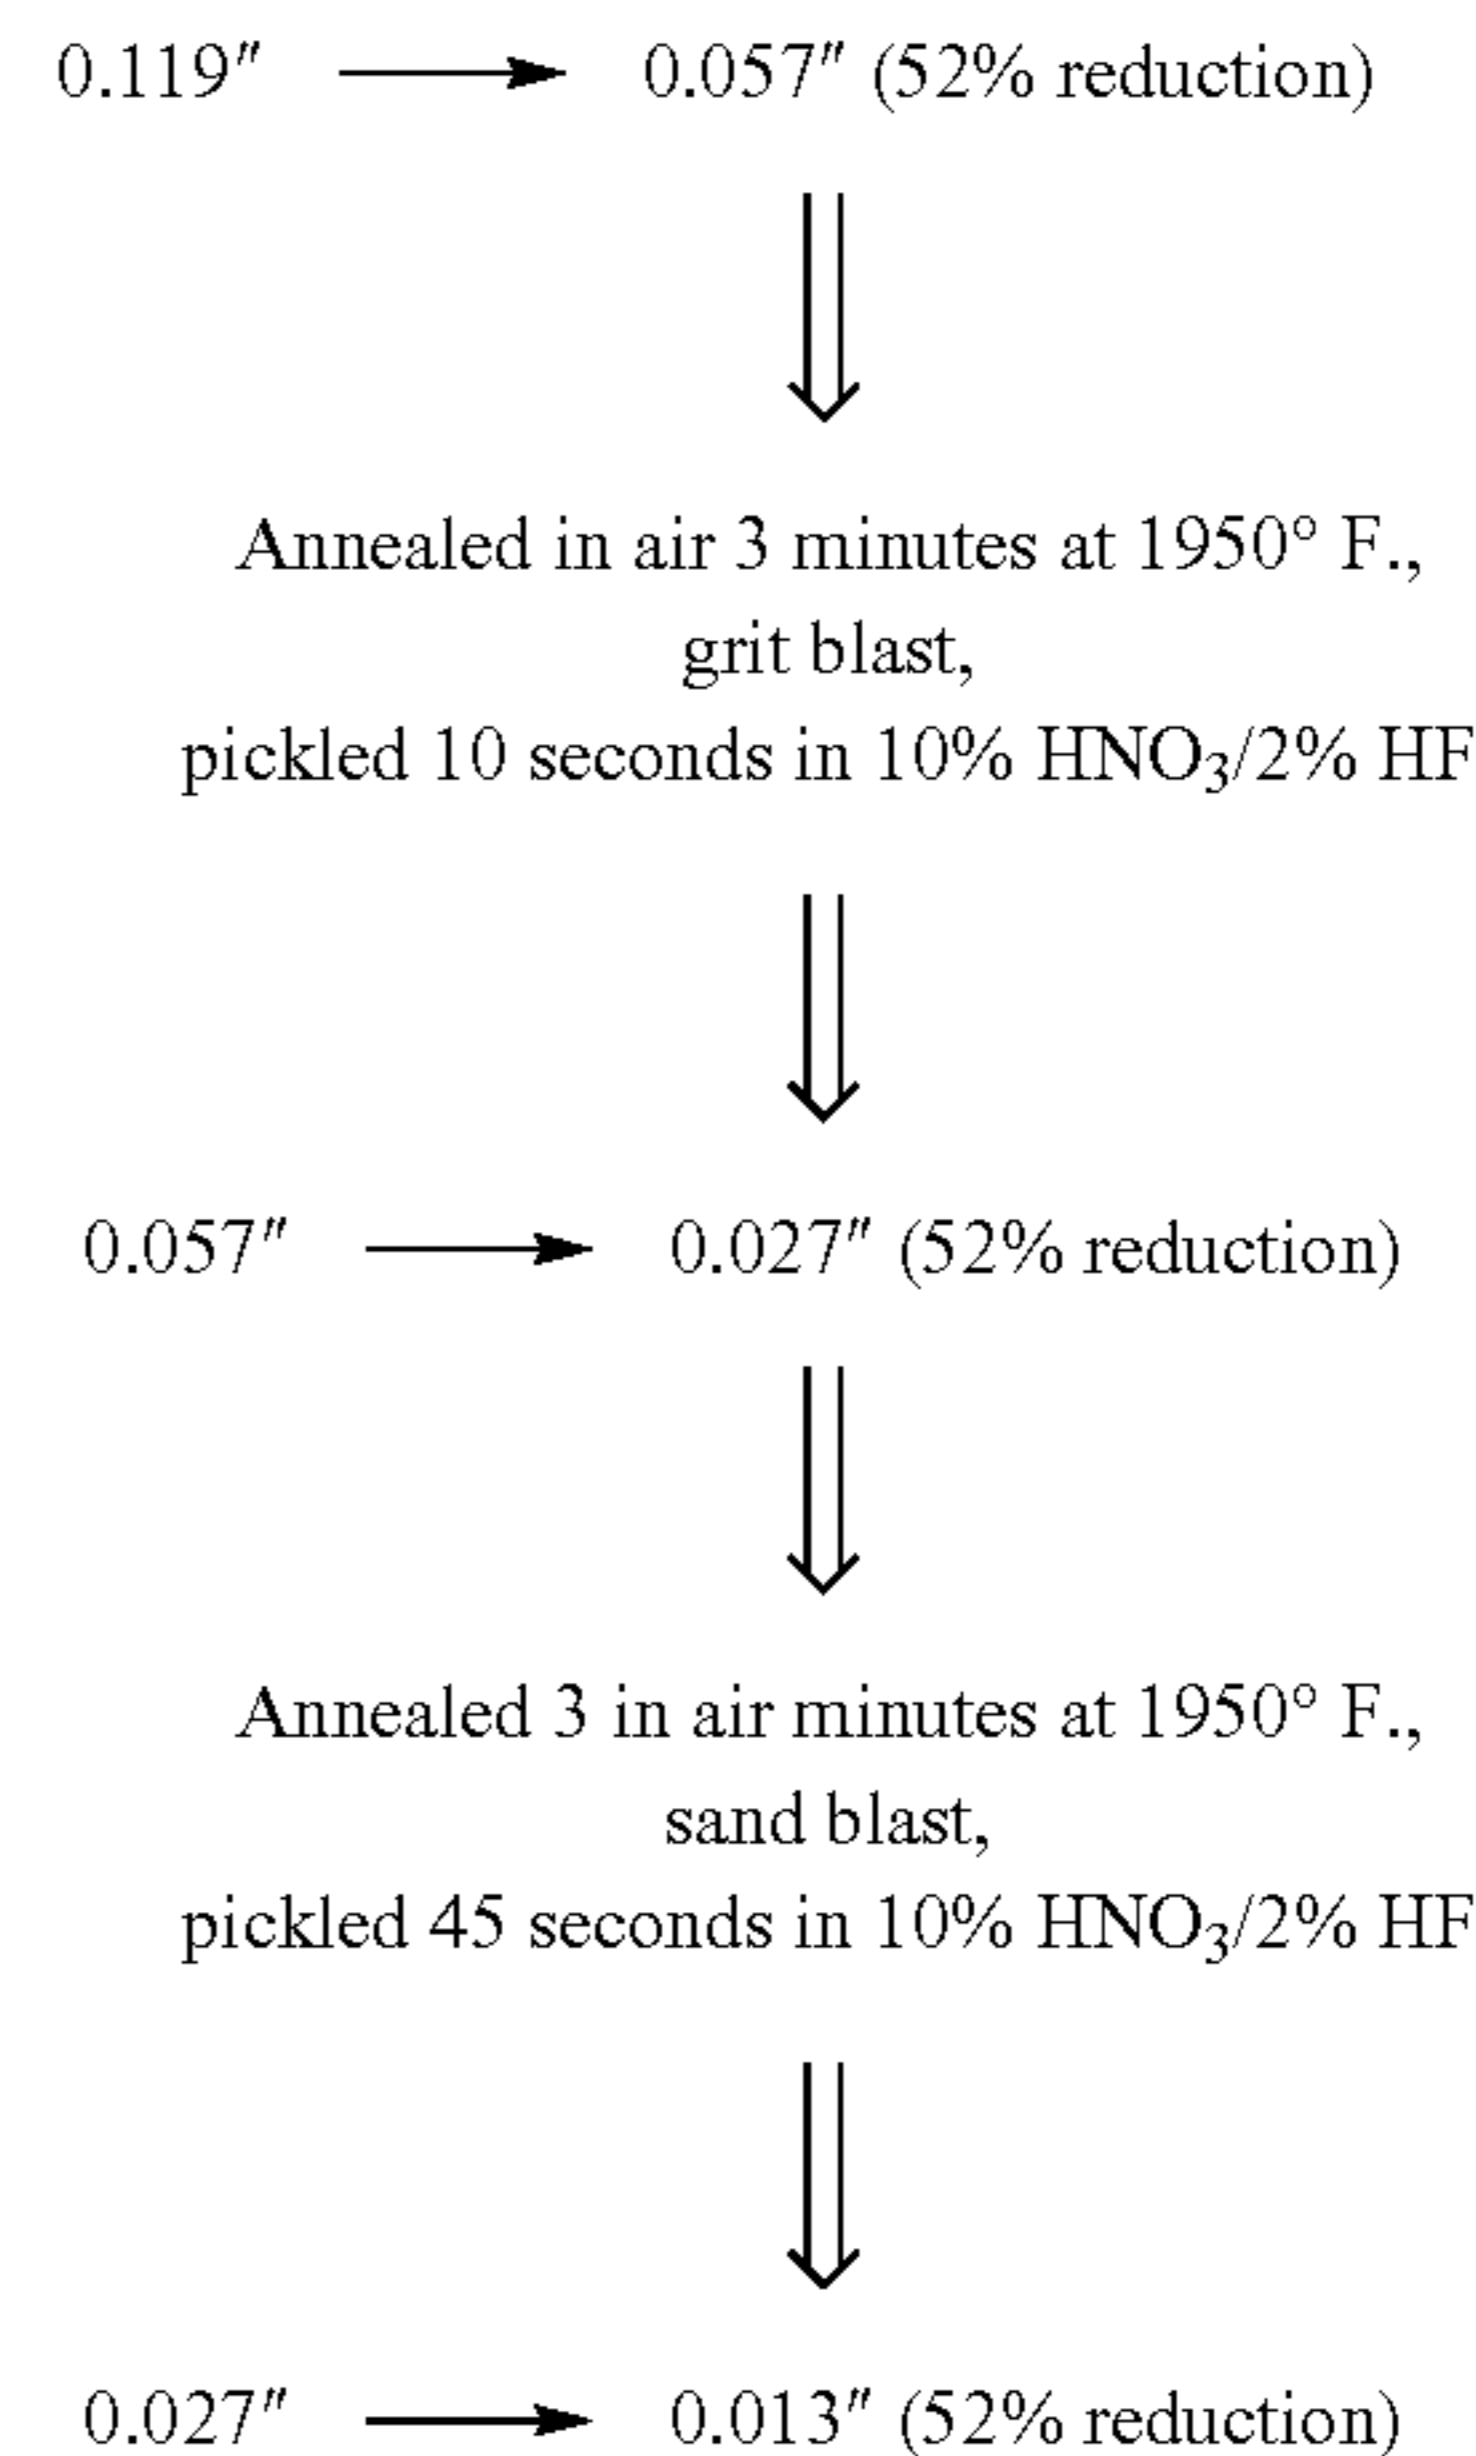 0.119″ ⟶ 0.057″ (52% reduction)
Annealed in air 3 minutes at 1950° F.,
grit blast,
pickled 10 seconds in 10% HNO₃/2% HF
0.057″ ⟶ 0.027″ (52% reduction)
Annealed 3 in air minutes at 1950° F.,
sand blast,
pickled 45 seconds in 10% HNO₃/2% HF
0.027″ ⟶ 0.013″ (52% reduction)